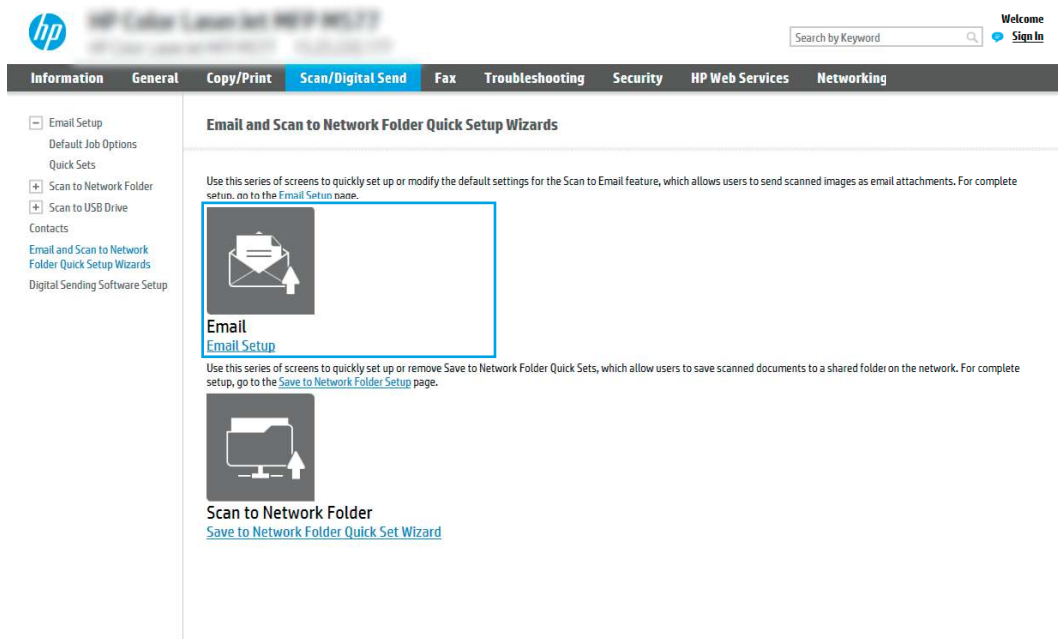 hp
Welcome
Search by Keyword
Sign In
Information General Copy/Print Scan/Digital Send Fax Troubleshooting Security HP Web Services Networking
Email Setup
Default Job Options
Quick Sets
Scan to Network Folder
Scan to USB Drive
Contacts
Email and Scan to Network
Folder Quick Setup Wizards
Digital Sending Software Setup
Email and Scan to Network Folder Quick Setup Wizards
Use this series of screens to quickly set up or modify the default settings for the Scan to Email feature, which allows users to send scanned images as email attachments. For complete
setup, go to the Email Setup page.
Email
Email Setup
Use this series of screens to quickly set up or remove Save to Network Folder Quick Sets, which allow users to save scanned documents to a shared folder on the network. For complete
setup, go to the Save to Network Folder Setup page.
Scan to Network Folder
Save to Network Folder Quick Set Wizard